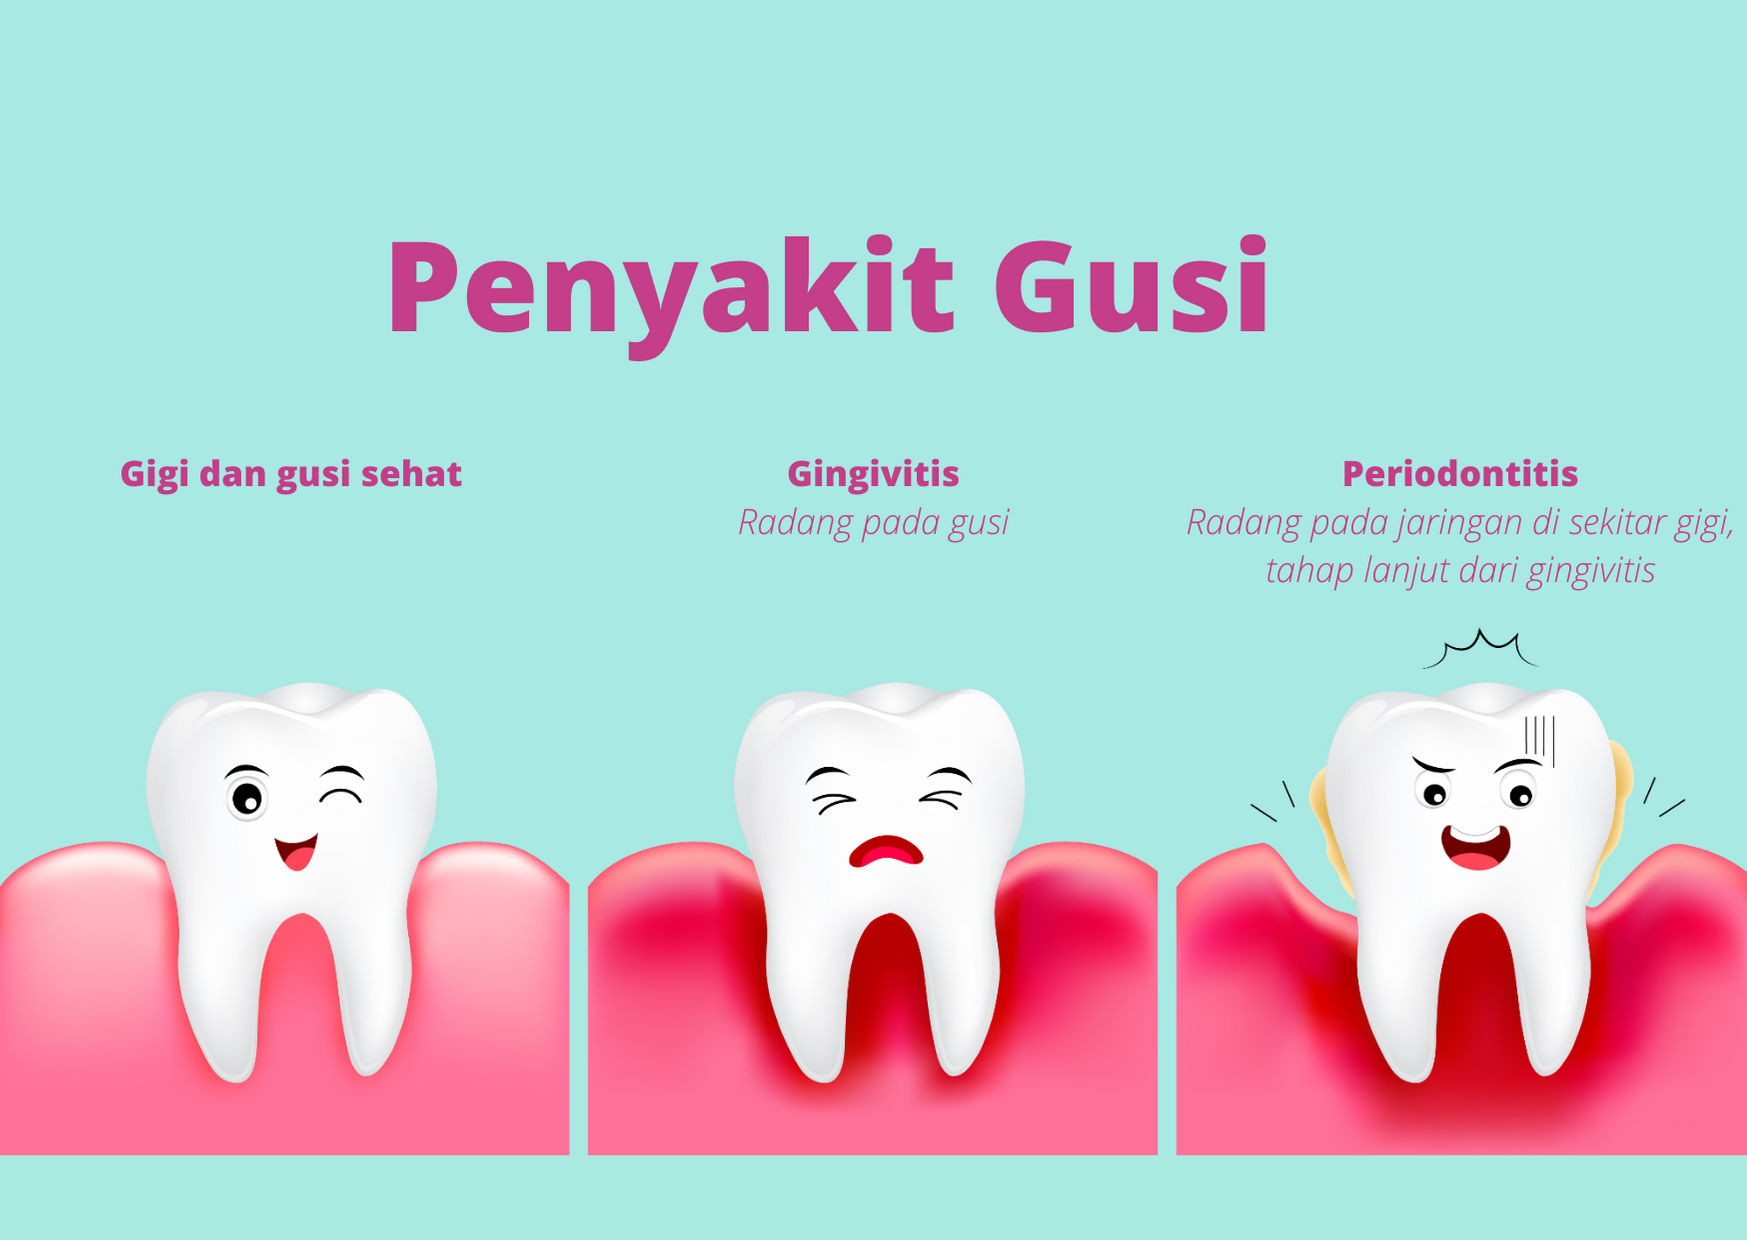 Penyakit Gusi
Gigi dan gusi sehat
Gingivitis
Radang pada gusi
Periodontitis
Radang pada jaringan di sekitar gigi,
tahap lanjut dari gingivitis